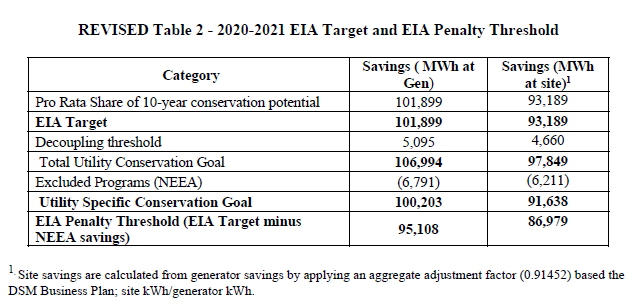 REVISED Table 2 - 2020-2021 EIA Target and EIA Penalty Threshold
Category
Savings ( MWh at
Gen)
Savings (MWh
at site)1
Pro Rata Share of 10-year conservation potential 101,899 93,189
EIA Target 101,899 93,189
Decoupling threshold 5,095 4,660
Total Utility Conservation Goal 106,994 97,849
Excluded Programs (NEEA) (6,791) (6,211)
Utility Specific Conservation Goal 100,203 91,638
EIA Penalty Threshold (EIA Target minus
NEEA savings) 95,108 86,979
1. Site savings are calculated from generator savings by applying an aggregate adjustment factor (0.91452) based the
DSM Business Plan; site kWh/generator kWh.